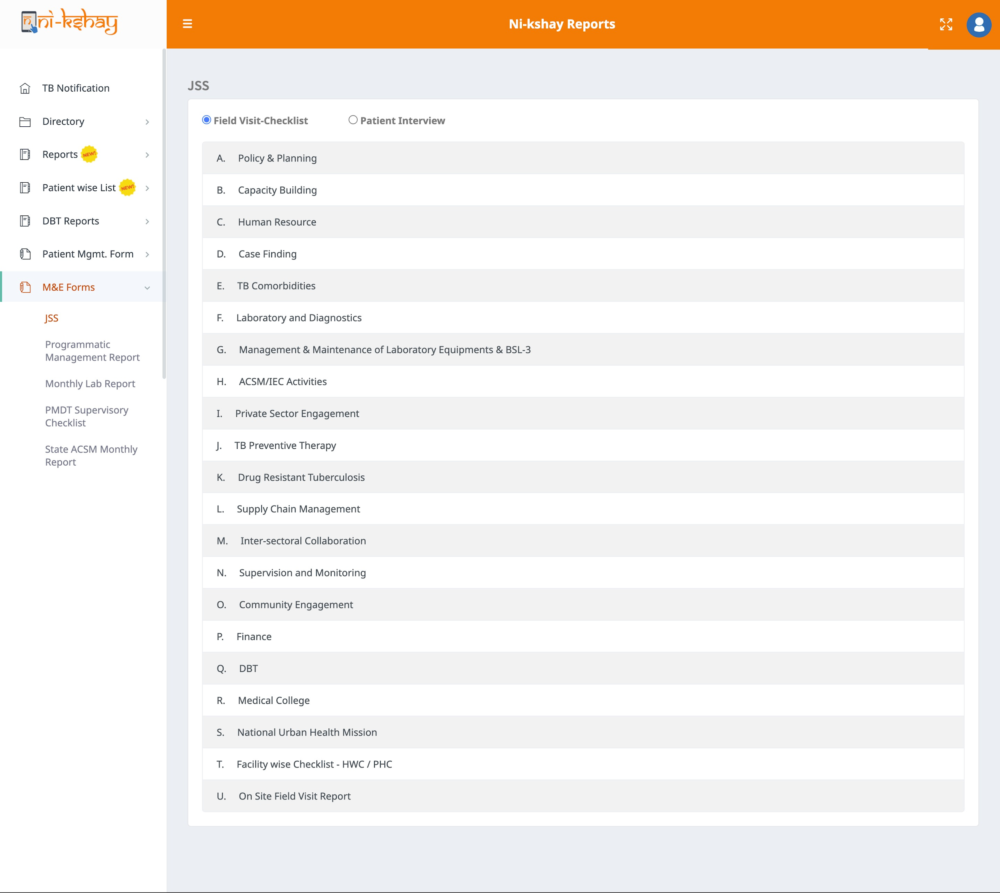 नni-kshay
Ni-kshay Reports
TB Notification
Directory
Reports NEW!
Patient wise List NEW!
DBT Reports
Patient Mgmt. Form
M&E Forms
JSS
Programmatic
Management Report
Monthly Lab Report
PMDT Supervisory
Checklist
State ACSM Monthly
Report
JSS
Field Visit-Checklist Patient Interview
A. Policy & Planning
B. Capacity Building
C. Human Resource
D. Case Finding
E. TB Comorbidities
F. Laboratory and Diagnostics
G. Management & Maintenance of Laboratory Equipments & BSL-3
H. ACSM/IEC Activities
I. Private Sector Engagement
J. TB Preventive Therapy
K. Drug Resistant Tuberculosis
L. Supply Chain Management
M. Inter-sectoral Collaboration
N. Supervision and Monitoring
O. Community Engagement
P. Finance
Q. DBT
R. Medical College
S. National Urban Health Mission
T. Facility wise Checklist - HWC / PHC
U. On Site Field Visit Report